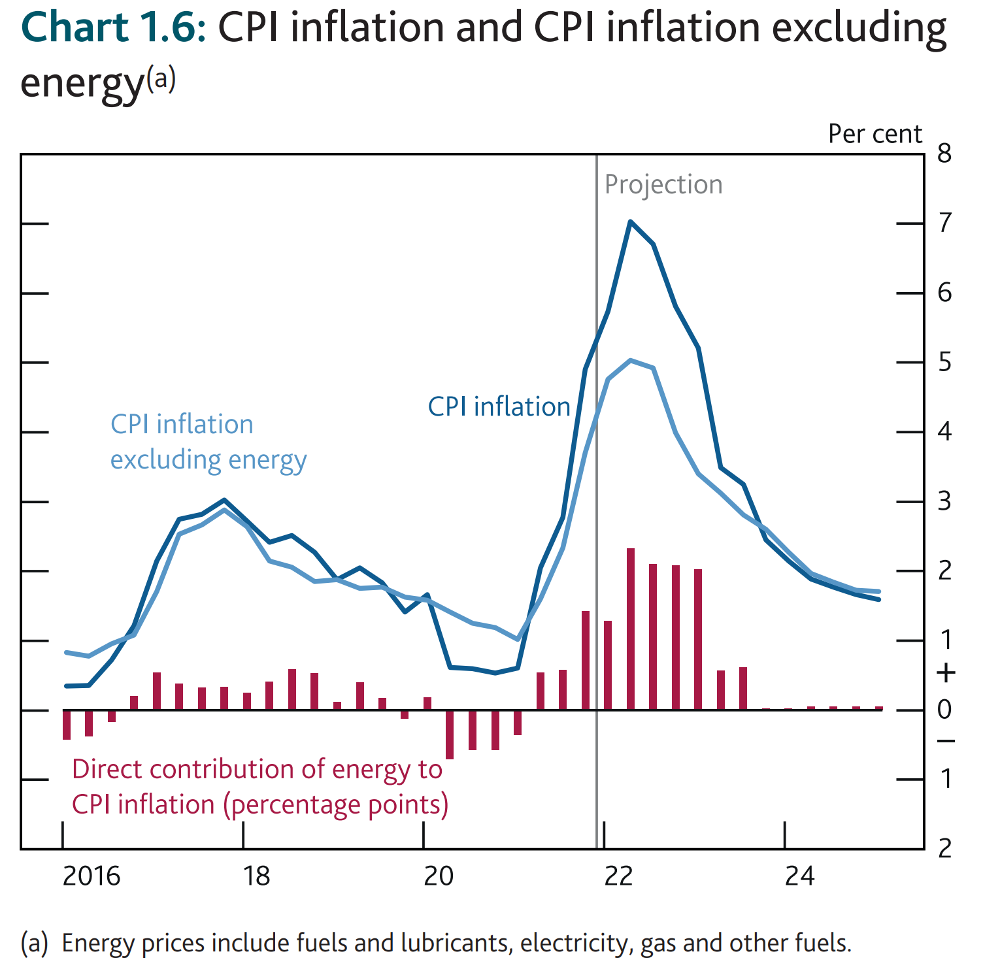 Chart 1.6: CPI inflation and CPI inflation excluding
energy(a)
Per cent
8
Projection
7
6
5
CPI inflation
CPI inflation
excluding energy
4
3
2
1
+
0
–
Direct contribution of energy to
CPI inflation (percentage points)
1
2
2016 18 20 22 24
(a) Energy prices include fuels and lubricants, electricity, gas and other fuels.